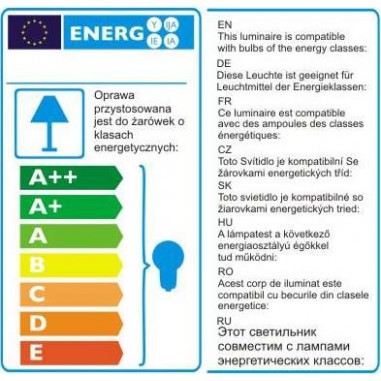 ENERG
Y IJA
IE IA
Oprawa
przystosowana
jest do żarówek o
klasach
energetycznych:
A++
A+
A
B
C
D
E
EN
This luminaire is compatible
with bulbs of the energy classes:
DE
Diese Leuchte ist geeignet für
Leuchtmittel der Energieklassen:
FR
Ce luminaire est compatible
avec des ampoules des classes
énergétiques:
CZ
Toto Svítidlo je kompatibilní Se
žárovkami energetických tříd:
SK
Toto svietidlo je kompatibilné so
žiarovkami energetických tried:
HU
A lámpatest a következő
energiaosztályú égőkkel
tud működni:
RO
Acest corp de iluminat este
compatibil cu becurile din clasele
energetice:
RU
Этот светильник
совместим с лампами
энергетических классов: